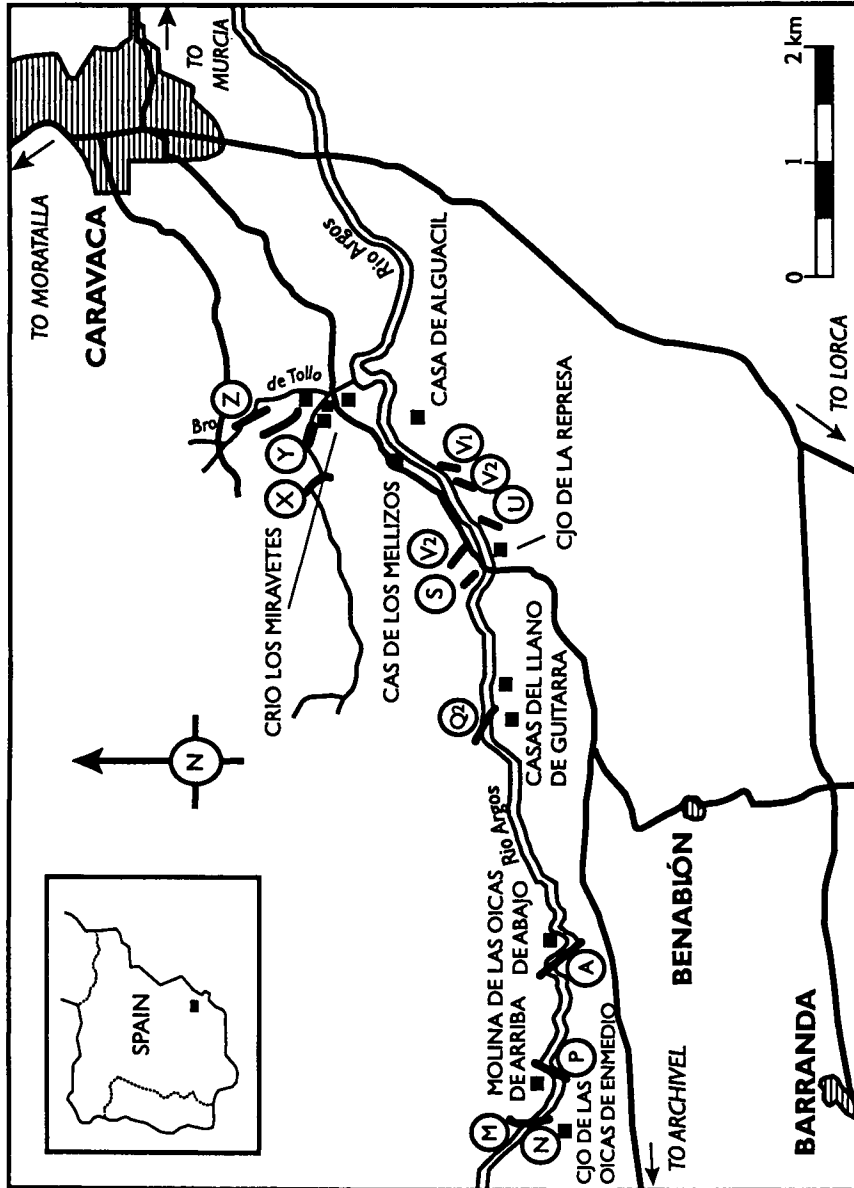 SPAIN
N
TO MORATALLA
CARAVACA
TO
MURCIA
Bro
de Tollo
Z
Y
X
CRIO LOS MIRAVETES
Rio Argos
CASA DE ALGUACIL
CAS DE LOS MELLIZOS
V1
V2
U
V2
S
CJO DE LA REPRESA
Q2
CASAS DEL LLANO
DE GUITARRA
Rio Argos
MOLINA DE LAS OICAS
DE ARRIBA DE ABAJO
A
P
M
N
CJO DE LAS
OICAS DE ENMEDIO
TO ARCHIVEL
BENABLÓN
BARRANDA
TO LORCA
0 1 2 km